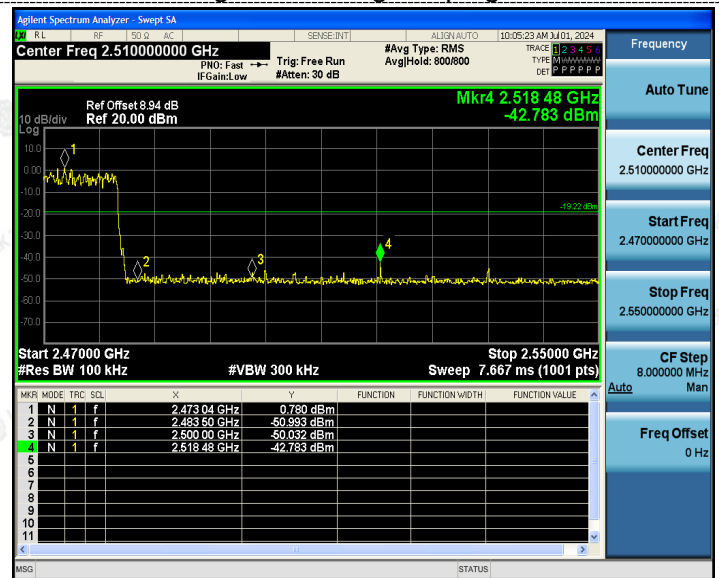 Agilent Spectrum Analyzer - Swept SA
LXI RL RF 50 Ω AC SENSE:INT ALIGNAUTO 10:05:23 AM Jul 01, 2024
Center Freq 2.510000000 GHz #Avg Type: RMS TRACE 1 2 3 4 5 6
PNO: Fast Trig: Free Run Avg|Hold: 800/800 TYPE M
IFGain:Low #Atten: 30 dB DET P P P P P P
Frequency
Auto Tune
Center Freq
2.510000000 GHz
Start Freq
2.470000000 GHz
Stop Freq
2.550000000 GHz
CF Step
8.000000 MHz
Auto Man
Freq Offset
0 Hz
Ref Offset 8.94 dB Mkr4 2.518 48 GHz
10 dB/div Ref 20.00 dBm -42.783 dBm
Log
10.0
0.00
-10.0
-20.0
-30.0
-40.0
-50.0
-60.0
-70.0
1
2
3
4
-19.22 dBm
Start 2.47000 GHz Stop 2.55000 GHz
#Res BW 100 kHz #VBW 300 kHz Sweep 7.667 ms (1001 pts)
MKR MODE TRC SCL X Y FUNCTION FUNCTION WIDTH FUNCTION VALUE
1 N 1 f 2.473 04 GHz 0.780 dBm
2 N 1 f 2.483 50 GHz -50.993 dBm
3 N 1 f 2.500 00 GHz -50.032 dBm
4 N 1 f 2.518 48 GHz -42.783 dBm
5
6
7
8
9
10
11
MSG STATUS